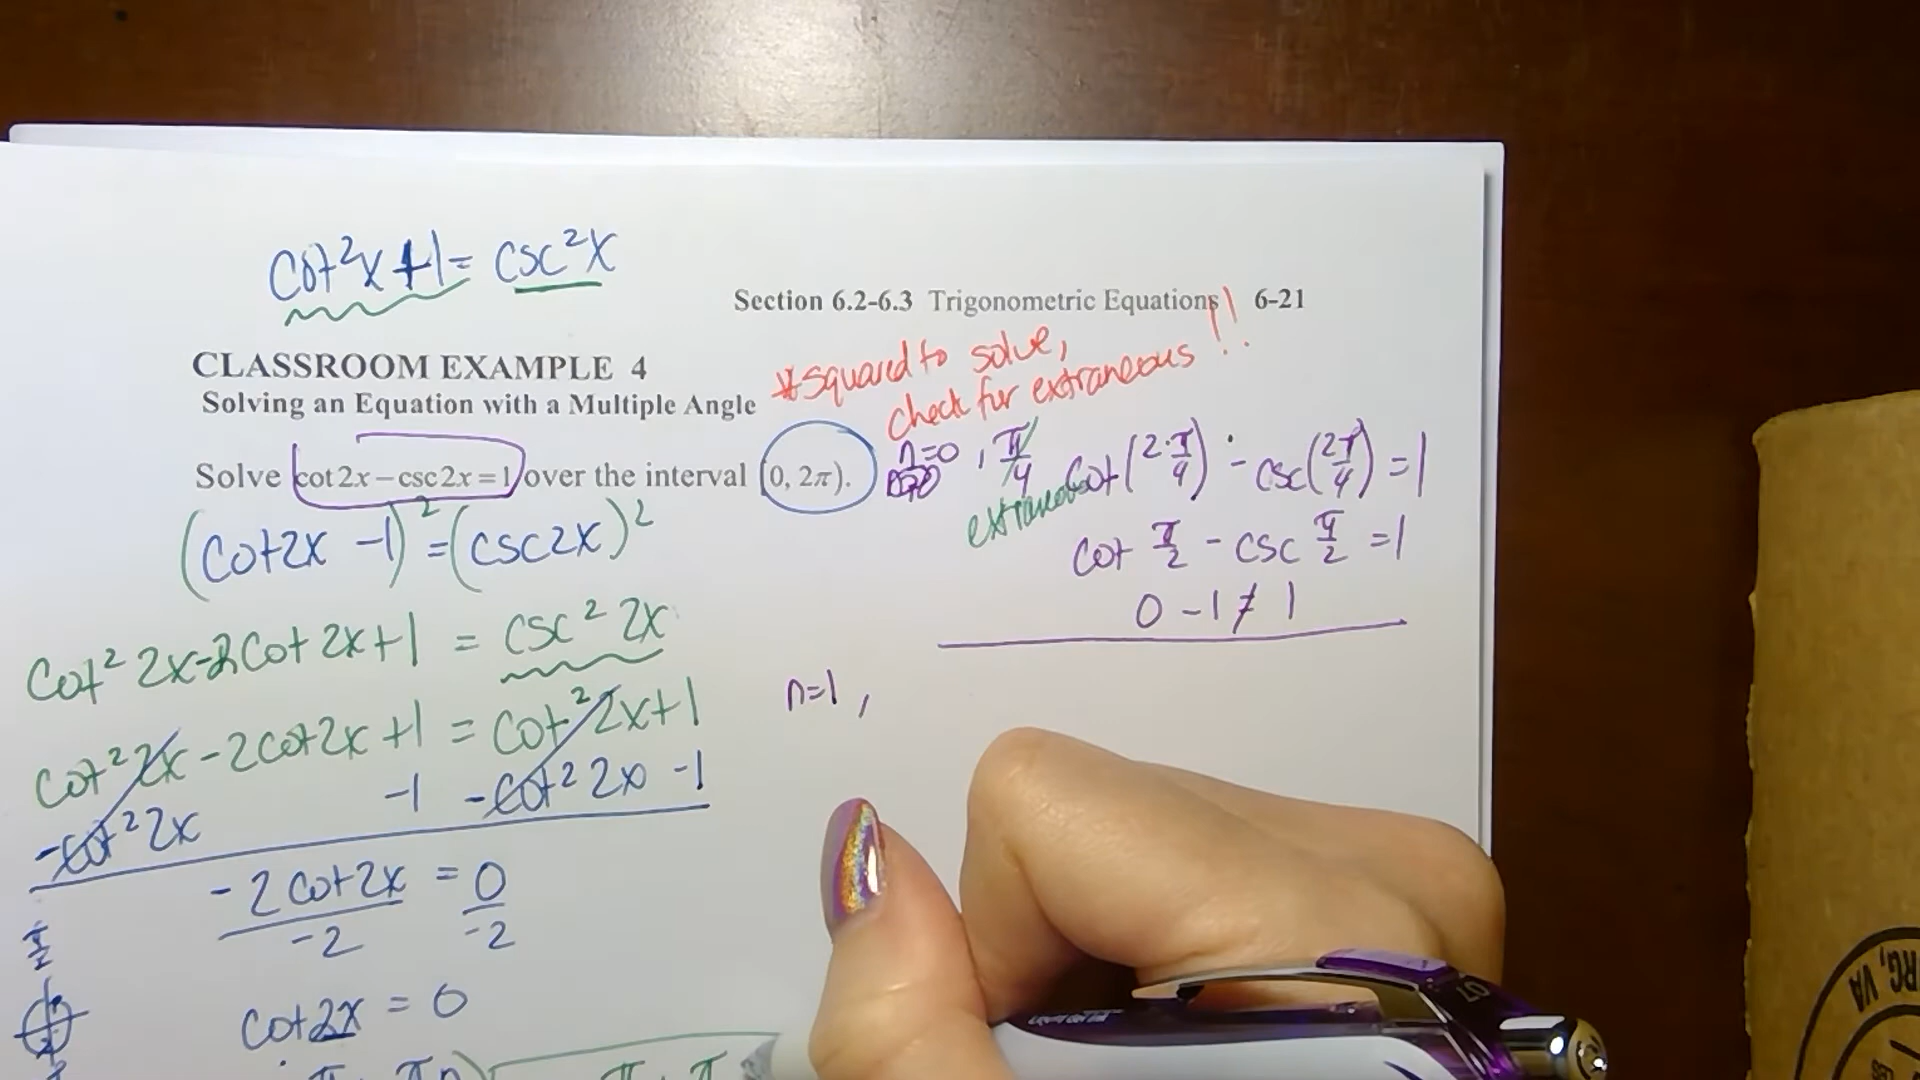 cot²x+1= csc²x
Section 6.2-6.3 Trigonometric Equations 6-21
!!
*squared to solve,
check for extraneous
CLASSROOM EXAMPLE 4
Solving an Equation with a Multiple Angle
Solve cot 2x – csc 2x = 1 over the interval (0, 2π).
(cot2x -1)² = (csc2x)²
cot² 2x-2cot 2x+1 = csc² 2x
cot² 2x - 2cot2x +1 = cot² 2x+1
-cot² 2x -1 -cot² 2x -1
-2cot2x = 0
-2 -2
cot2x = 0
π/2
n=0, π/4 cot(2·π/4) - csc(2π/4) = 1
cot π/2 - csc π/2 = 1
0 -1 ≠ 1
n=1,
RG, VA
07